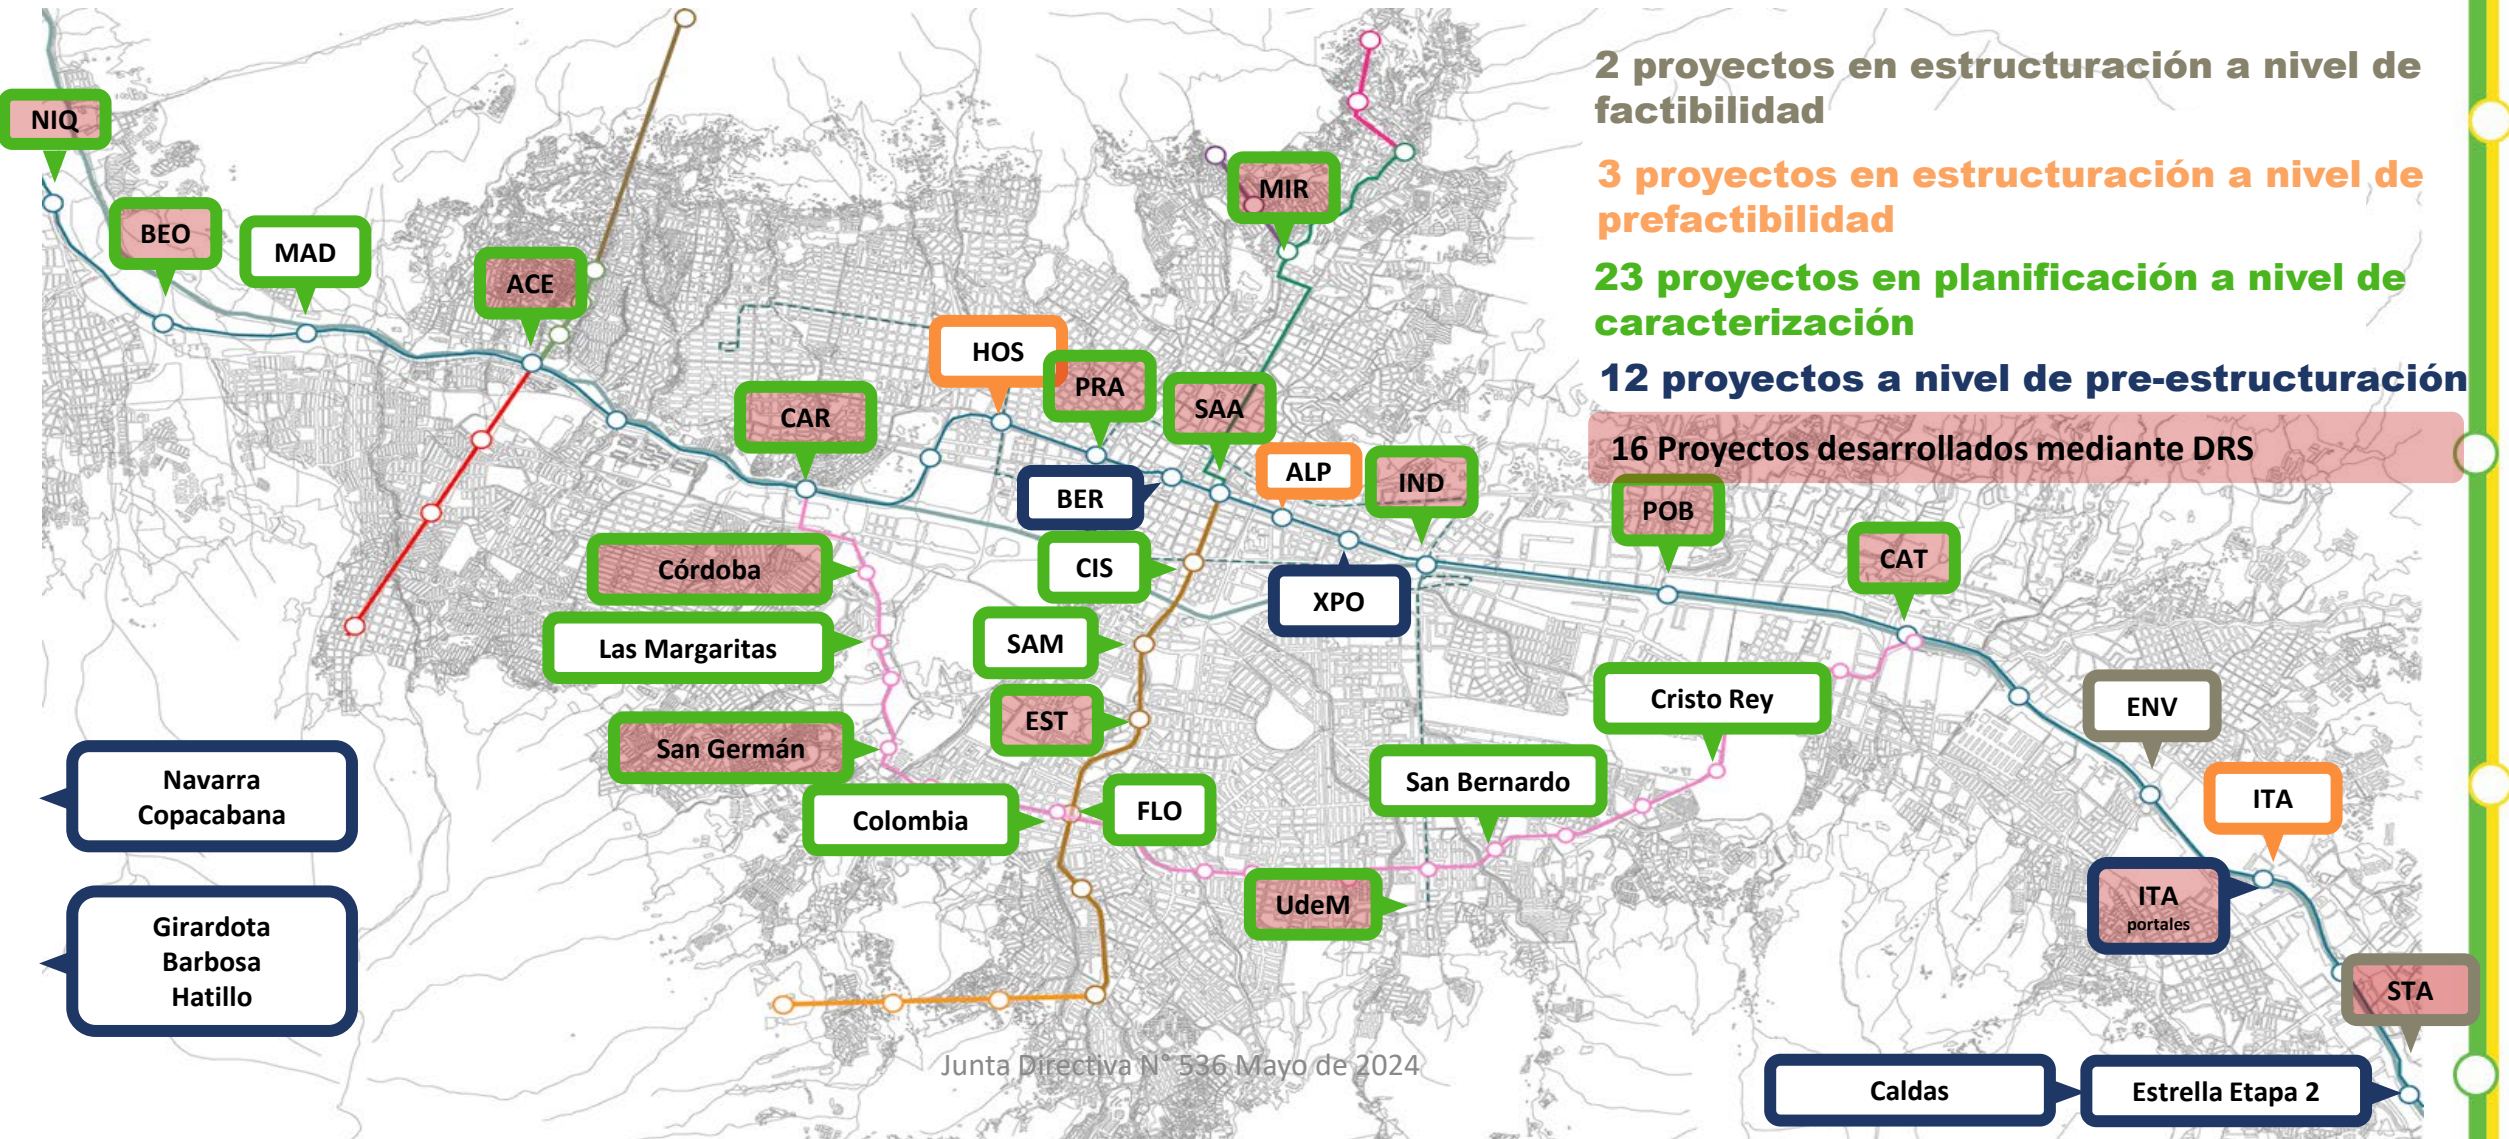 2 proyectos en estructuración a nivel de
factibilidad
3 proyectos en estructuración a nivel de
prefactibilidad
23 proyectos en planificación a nivel de
caracterización
12 proyectos a nivel de pre-estructuración
16 Proyectos desarrollados mediante DRS
NIQ
BEO
MAD
ACE
MIR
HOS
PRA
SAA
CAR
ALP
IND
BER
POB
CAT
Córdoba
CIS
XPO
Las Margaritas
SAM
Cristo Rey
ENV
San Germán
EST
San Bernardo
ITA
Navarra
Copacabana
Colombia
FLO
UdeM
ITA
portales
Girardota
Barbosa
Hatillo
STA
Junta Directiva N° 536 Mayo de 2024
Caldas
Estrella Etapa 2